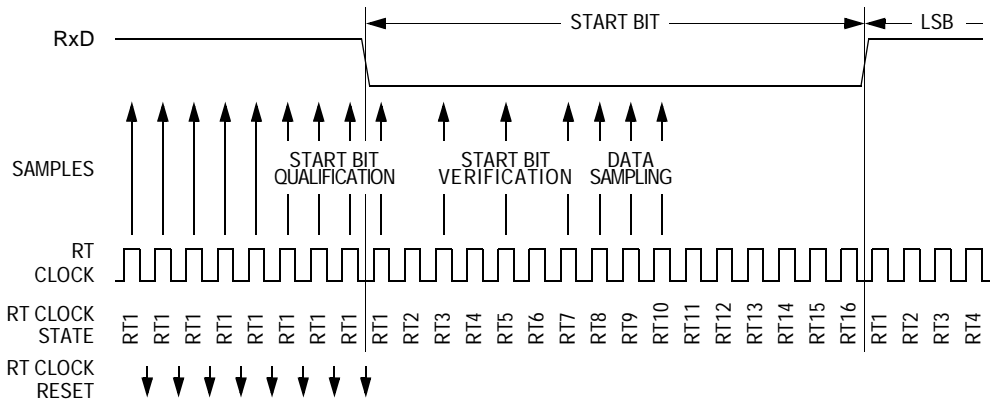 START BIT
LSB
RxD
SAMPLES
START BIT
QUALIFICATION
START BIT
VERIFICATION
DATA
SAMPLING
RT
CLOCK
RT CLOCK
STATE
RT1 RT1 RT1 RT1 RT1 RT1 RT1 RT1 RT1 RT2 RT3 RT4 RT5 RT6 RT7 RT8 RT9 RT10 RT11 RT12 RT13 RT14 RT15 RT16 RT1 RT2 RT3 RT4
RT CLOCK
RESET